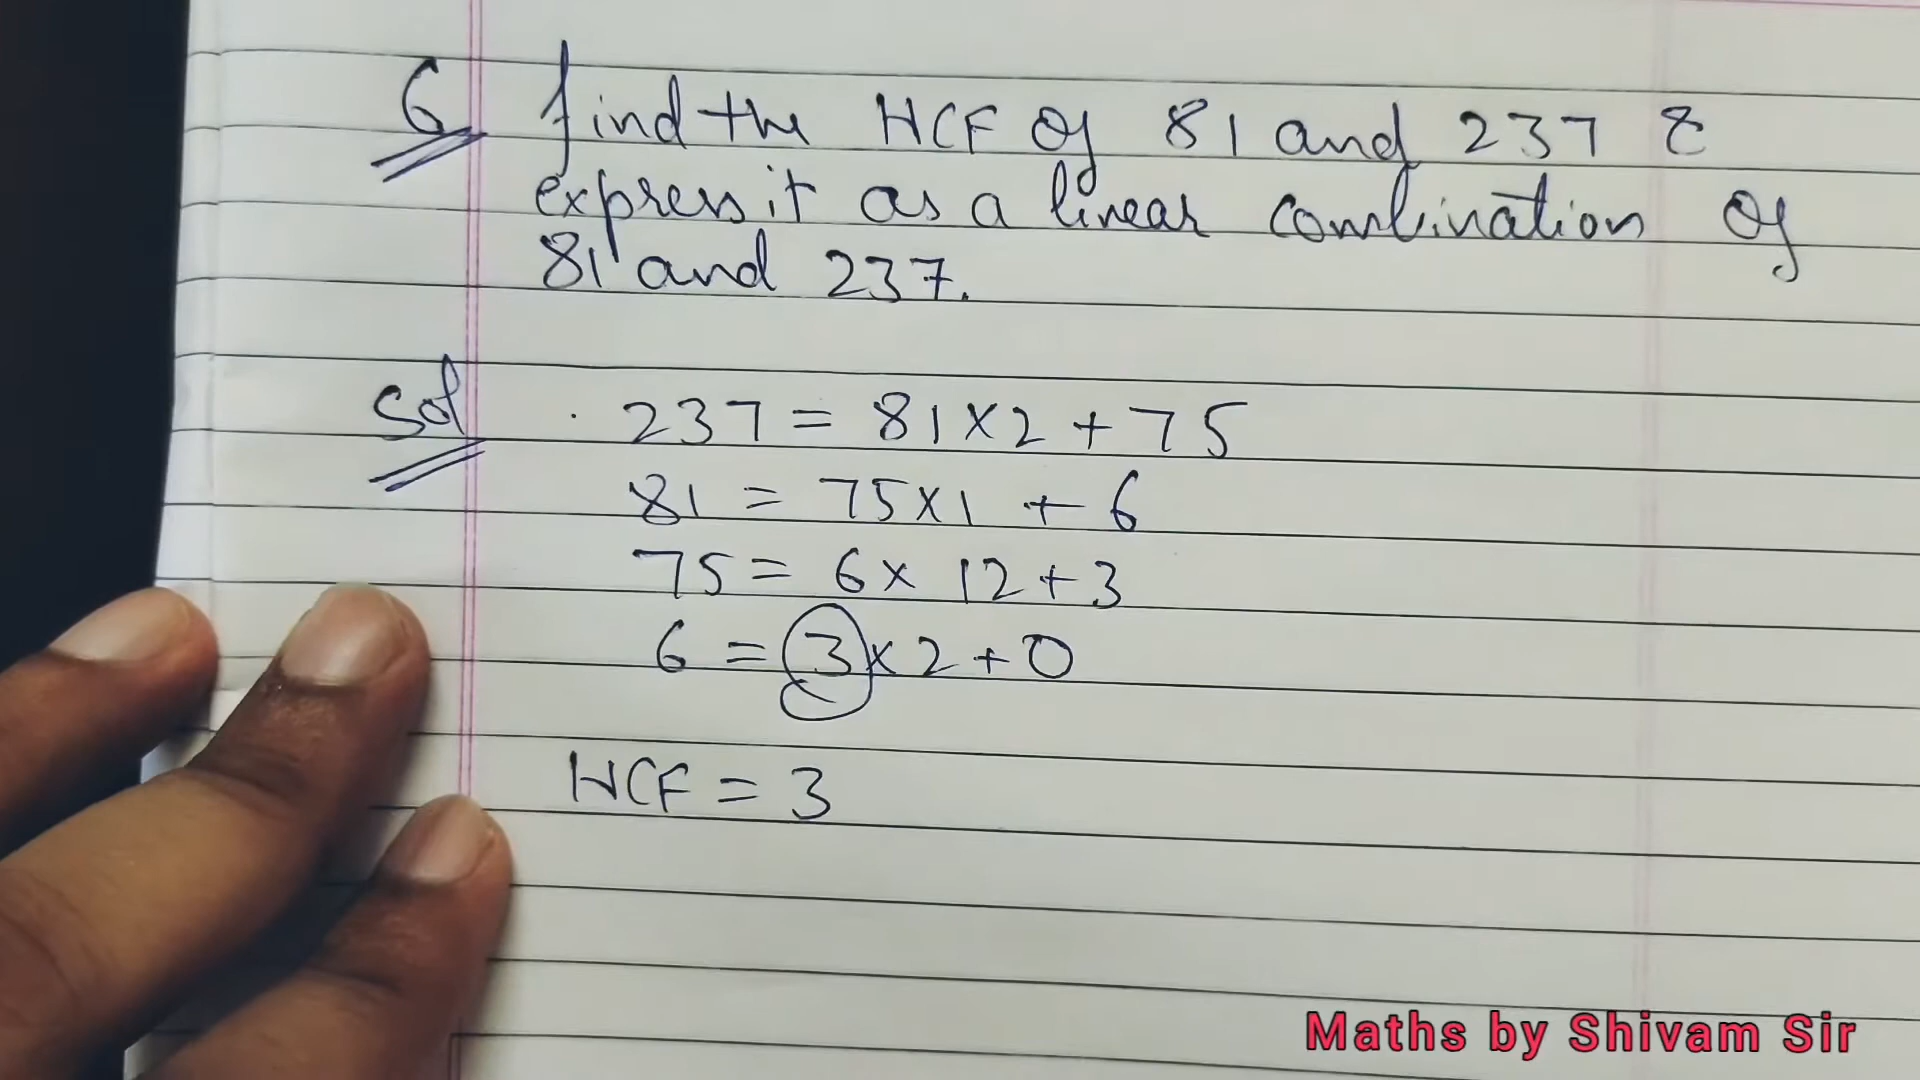 6 find the HCF of 81 and 237 &
express it as a linear combination of
81 and 237.
Sol 237 = 81×2 + 75
81 = 75×1 + 6
75 = 6× 12+3
6 = 3×2+0
HCF = 3
Maths by Shivam Sir